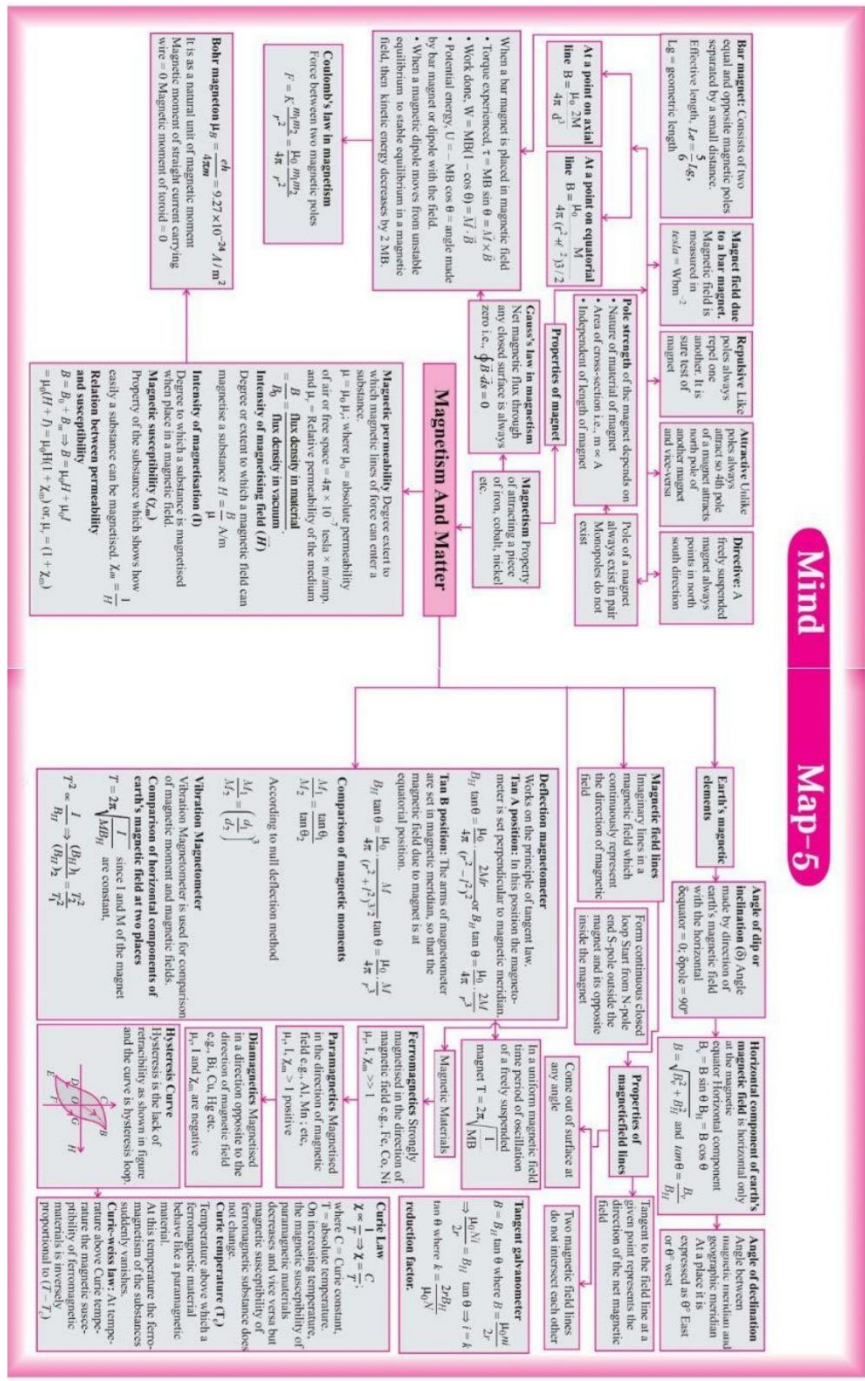 Mind Map-5
Magnetism And Matter
Magnetism Property
of attracting a piece
of iron, cobalt, nickel
etc.
Properties of magnet
Directive: A
freely suspended
magnet always
points in north
south direction
Attractive Unlike
poles always
attract so 4th pole
of a magnet attracts
north pole of
another magnet
and vice-versa
Repulsive Like
poles always
repel one
another. It is
sure test of
magnet
Magnet field due
to a bar magnet.
Magnetic field is
measured in
tesla = Wbm⁻²
Bar magnet: Consists of two
equal and opposite magnetic poles
separated by a small distance.
Effective length, Le = 5/6 Lg,
Lg = geometric length
Pole of a magnet
always exist in pair
Monopoles do not
exist
Pole strength of the magnet depends on
• Nature of material of magnet
• Area of cross-section i.e., m ∝ A
• Independent of length of magnet
At a point on axial
line B = μ₀/4π 2M/d³
At a point on equatorial
line B = μ₀/4π M/(r²+ℓ²)3/2
Gauss's law in magnetism
Net magnetic flux through
any closed surface is always
zero i.e., ∮B⃗ ds⃗ = 0
When a bar magnet is placed in magnetic field
• Torque experienced, τ = MB sin θ = M⃗ × B⃗
• Work done, W = MB(1 – cos θ) = M⃗ · B⃗
• Potential energy, U = – MB cos θ = angle made
by bar magnet or dipole with the field.
• When a magnetic dipole moves from unstable
equilibrium to stable equilibrium in a magnetic
field, then kinetic energy decreases by 2 MB.
Coulomb's law in magnetism
Force between two magnetic poles
F = K m₁m₂/r² = μ₀/4π m₁m₂/r²
Bohr magneton μB = eh/4πm = 9.27×10⁻²⁴ A/m²
It is as a natural unit of magnetic moment
Magnetic moment of straight current carrying
wire = 0 Magnetic moment of toroid = 0
Magnetic permeability Degree extert to
which magnetic lines of force can enter a
substance.
μ = μ₀ μr; where μ₀ = absolute permeability
of air or free space = 4π × 10⁻⁷ tesla × m/amp.
and μr = Relative permeability of the medium
= B/B₀ = flux density in material/flux density in vacuum.
Intensity of magnetising field (H⃗)
Degree or extent to which a magnetic field can
magnetise a substance H = B/μ A/m
Intensity of magnetisation (I)
Degree to which a substance is magnetised
when place in a magnetic field.
Magnetic susceptibility (χm)
Property of the substance which shows how
easily a substance can be magnetised. χm = I/H
Relation between permeability
and susceptibility
B = B₀ + Bm ⇒ B = μ₀H + μ₀I
= μ₀(H + I) = μ₀H(1 + χm) or, μr = (1 + χm)
Earth's magnetic
elements
Angle of dip or
inclination (δ) Angle
made by direction of
earth's magnetic field
with the horizontal
δequator = 0; δpole = 90°
Horizontal component of earth's
magnetic field is horizontal only
at the magnetic
equator Horizontal component
Bv = B sin θ BH = B cos θ
B = √(Bv² + BH²) and tan θ = Bv/BH
Angle of declination
Angle between
magnetic meridian and
geographic meridian
At a place it is
expressed as θ° East
or θ° west
Magnetic field lines
Imaginary lines in a
magnetic field which
continuously represent
the direction of magnetic
field
Form continuous closed
loop Start from N-pole
end S-pole outside the
magnet and its opposite
inside the magnet
Properties of
magneticfield lines
Tangent to the field line at a
given point represents the
direction of the net magnetic
field
Come out of surface at
any angle
Two magnetic field lines
do not intersect each other
Deflection magnetometer
Works on the principle of tangent law.
Tan A position: In this position the magneto-
meter is set perpendicular to magnetic meridian.
BH tan θ = μ₀/4π 2Mr/(r² – l²)² or BH tan θ = μ₀/4π 2M/r³
Tan B position: The arms of magnetometer
are set in magnetic meridian, so that the
magnetic field due to magnet is at
equatorial position.
BH tan θ = μ₀/4π M/(r² + l²)³/² tan θ = μ₀/4π M/r³
Comparison of magnetic moments
M₁/M₂ = tan θ₁/tan θ₂
According to null deflection method
M₁/M₂ = (d₁/d₂)³
Vibration Magnetometer
Vibration Magnetometer is used for comparison
of magnetic moment and magnetic fields.
Comparison of horizontal components of
earth's magnetic field at two places
T = 2π √(I/MBH) since I and M of the magnet
are constant,
T² ∝ I/BH ⇒ (BH)₁/(BH)₂ = T₂²/T₁²
In a uniform magnetic field
time period of oscillation
of a freely suspended
magnet T = 2π√(I/MB)
Tangent galvanometer
B = BH tan θ where B = μ₀ni/2r
⇒ μ₀Ni/2r = BH tan θ ⇒ i = k
tan θ where k = 2rBH/μ₀N
reduction factor.
Magnetic Materials
Ferromagnetics Strongly
magnetised in the direction of
magnetic field e.g., Fe, Co, Ni
μr, I, χm >> 1
Paramagnetics Magnetised
in the direction of magnetic
field e.g., Al, Mn ; etc,
μr, I, χm > 1 positive
Diamagnetics Magnetised
in a direction opposite to the
direction of magnetic field
e.g., Bi, Cu, Hg etc.
μr, I and χm are negative
Hysteresis Curve
Hysteresis is the lack of
retracibility as shown in figure
and the curve is hysteresis loop.
B
C
D
O
G
E
F
H
Curie Law
χ ∝ 1/T ⇒ χ = C/T;
where C = Curie constant,
T = absolute temperature.
On increasing temperature,
the magnetic suscepibility of
paramagnetic materials
decreases and vice versa but
magnetic susceptibility of
ferromagnetic substance does
not change.
Curie temperature (Tc)
Temperature above which a
ferromagnetic material
behave like a paramagnetic
material.
At this temperature the ferro-
magnetism of the substances
suddenly vanishes.
Curie-weiss law: At tempe-
rature above Curie tempe-
rature the magnetic susce-
ptibility of ferromagnetic
materials is inversely
proportional to (T – Tc)